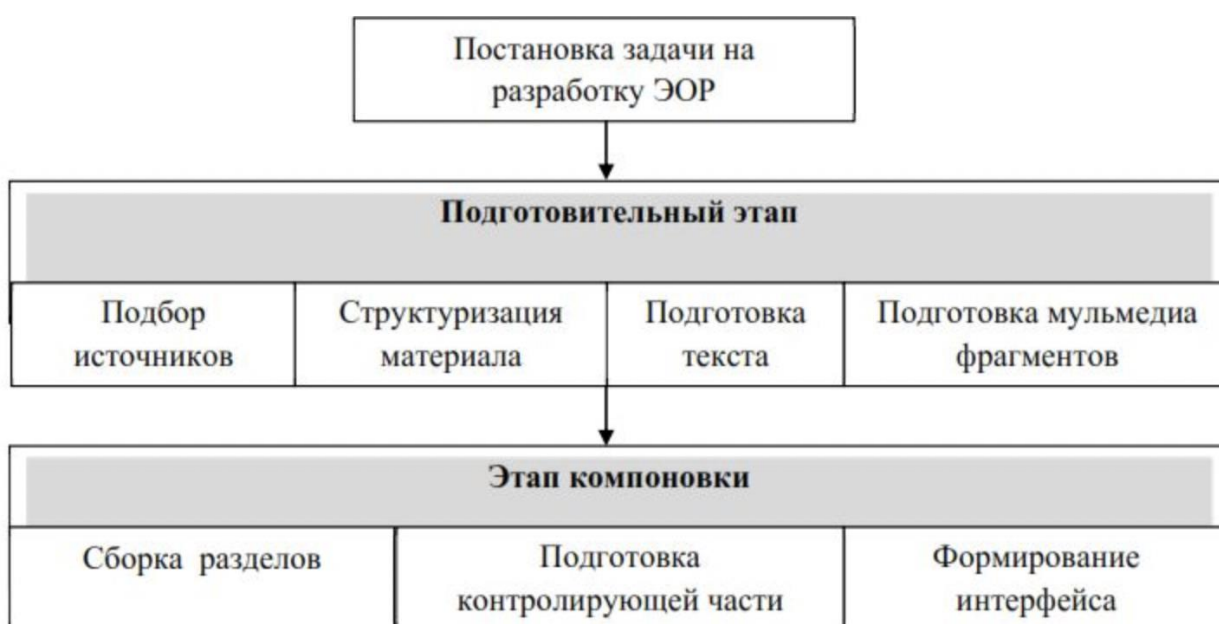 Постановка задачи на
разработку ЭОР
Подготовительный этап
Подбор
источников
Структуризация
материала
Подготовка
текста
Подготовка мульмедиа
фрагментов
Этап компоновки
Сборка разделов
Подготовка
контролирующей части
Формирование
интерфейса